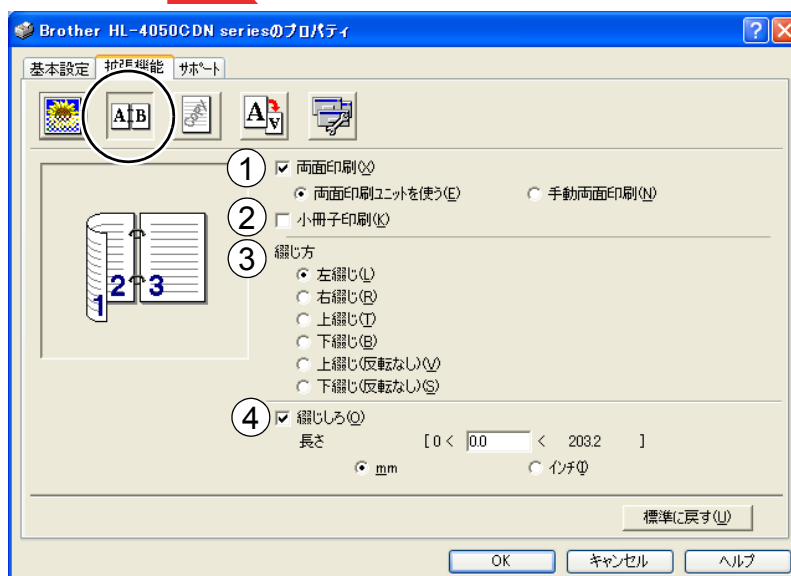 Brother HL-4050CDN seriesのプロパティ
基本設定 拡張機能 サポート
A B COPY A A
① 両面印刷(X)
両面印刷ユニットを使う(E) 手動両面印刷(N)
② 小冊子印刷(K)
③ 綴じ方
左綴じ(L)
右綴じ(R)
上綴じ(T)
下綴じ(B)
上綴じ(反転なし)(V)
下綴じ(反転なし)(S)
1 2 3
④ 綴じしろ(O)
長さ [ 0 < 0.0 < 203.2 ]
mm インチ(I)
標準に戻す(U)
OK キャンセル ヘルプ